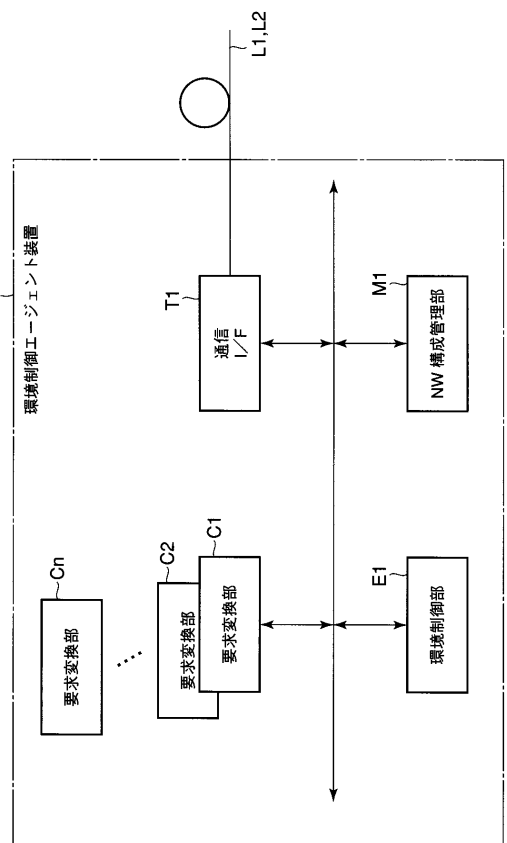 環境制御エージェント装置
Cn
要求変換部
C2
要求変換部
C1
要求変換部
T1
通信
I/F
L1,L2
E1
環境制御部
M1
NW 構成管理部